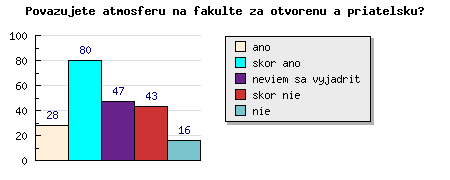 Povazujete atmosferu na fakulte za otvorenu a priatelsku?
100
80
60
40
20
0
28
80
47
43
16
ano
skor ano
neviem sa vyjadrit
skor nie
nie